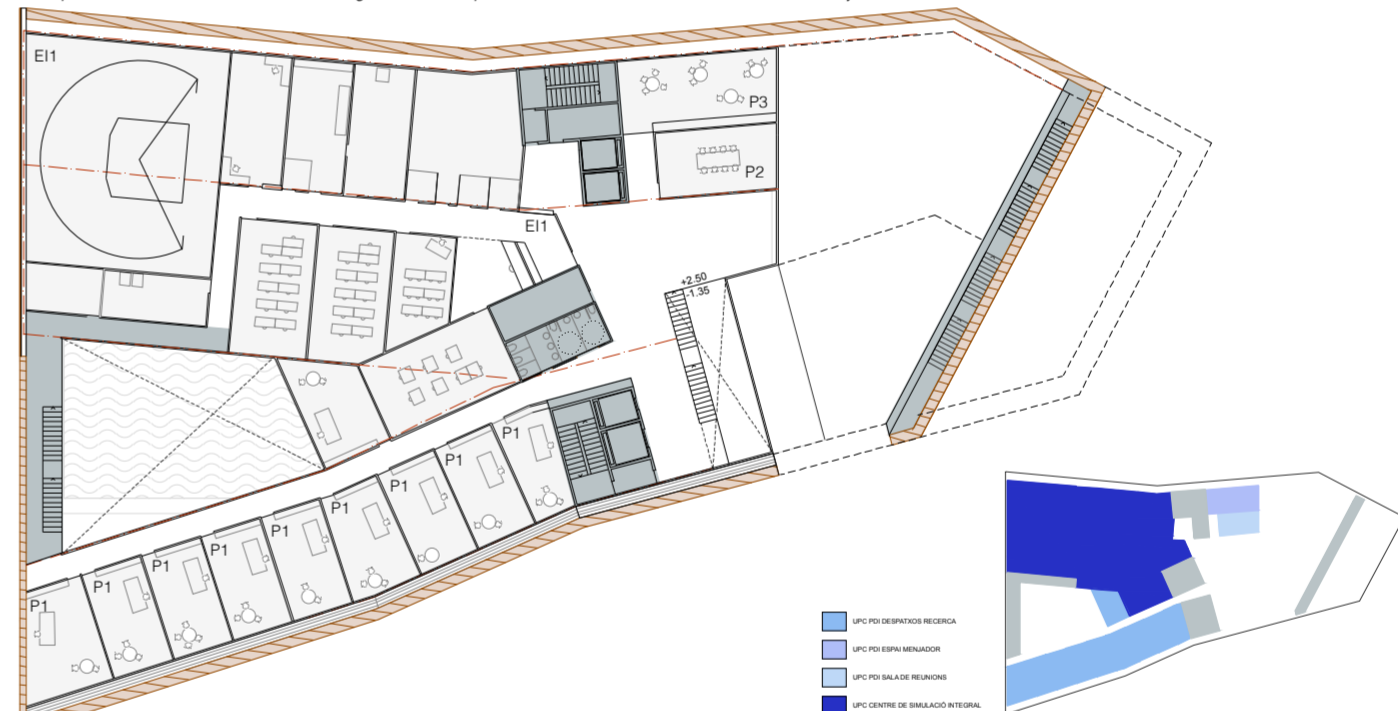 EI1
P3
P2
EI1
+2.50
-1.35
P1
P1
P1
P1
P1
P1
P1
P1
P1
UPC PDI DESPATXOS RECERCA
UPC PDI ESPAI MENJADOR
UPC PDI SALA DE REUNIONS
UPC CENTRE DE SIMULACIÓ INTEGRAL